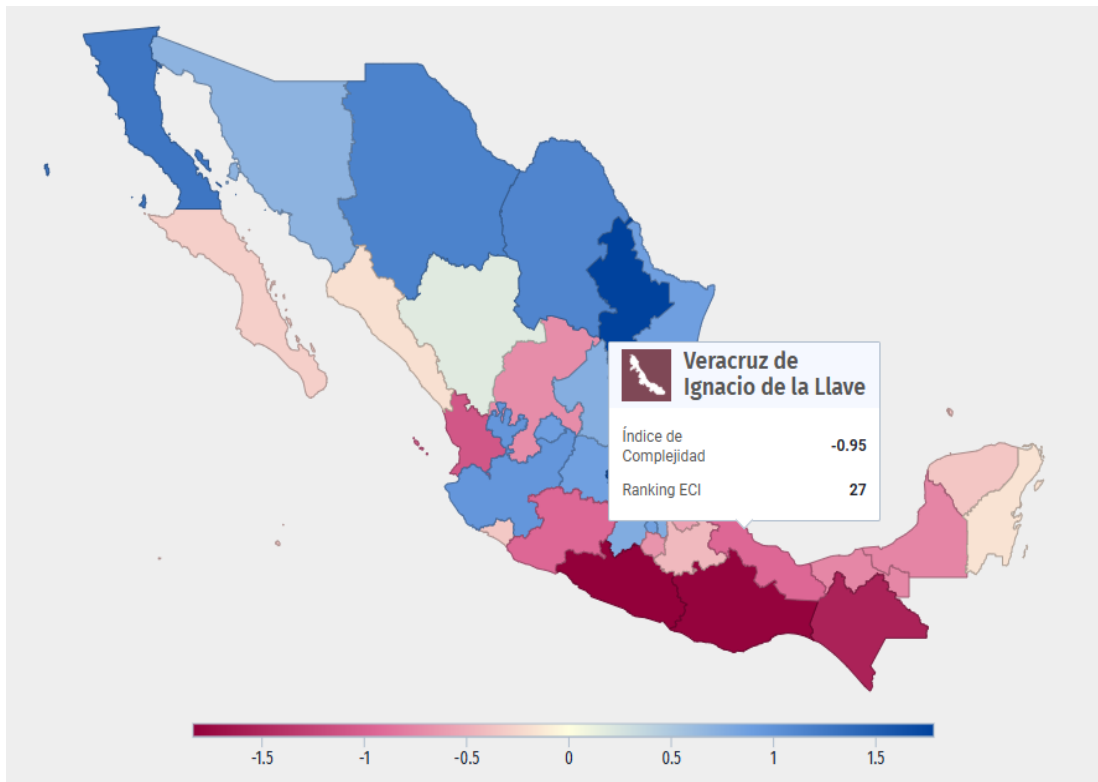 Veracruz de
Ignacio de la Llave
Índice de
Complejidad
-0.95
Ranking ECI
27
-1.5
-1
-0.5
0
0.5
1
1.5